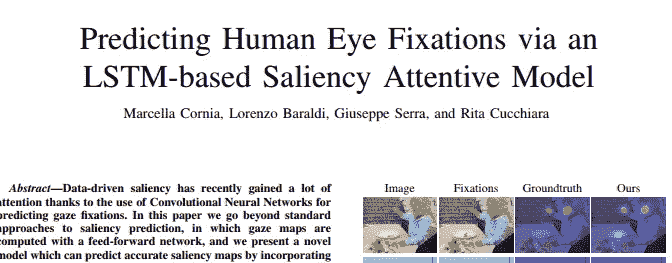 Predicting Human Eye Fixations via an
LSTM-based Saliency Attentive Model
Marcella Cornia, Lorenzo Baraldi, Giuseppe Serra, and Rita Cucchiara
Abstract—Data-driven saliency has recently gained a lot of
attention thanks to the use of Convolutional Neural Networks for
predicting gaze fixations. In this paper we go beyond standard
approaches to saliency prediction, in which gaze maps are
computed with a feed-forward network, and we present a novel
model which can predict accurate saliency maps by incorporating
Image Fixations Groundtruth Ours